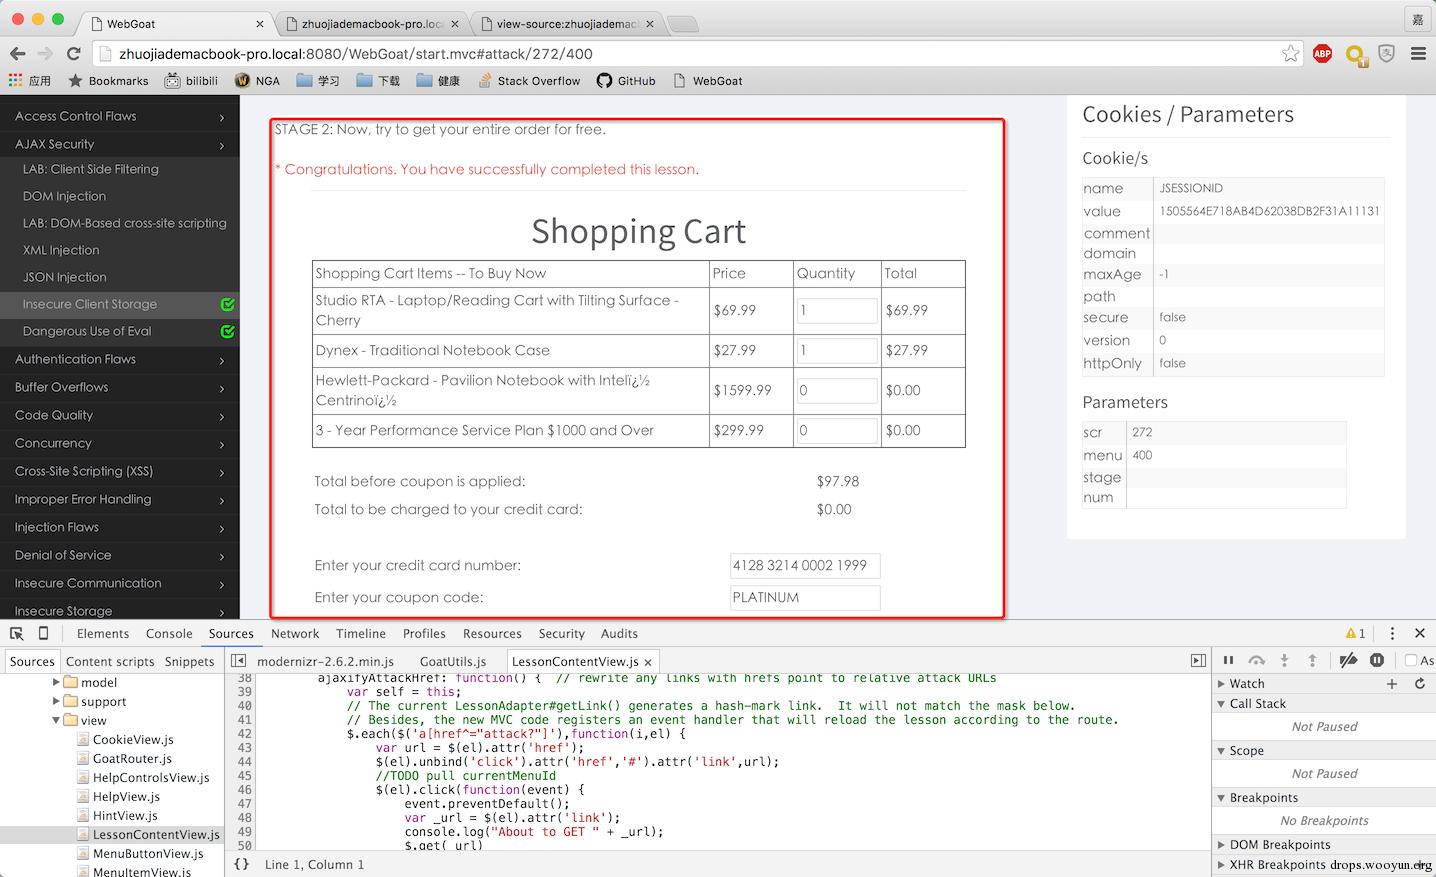 WebGoat
zhuojiademacbook-pro.loca
view-source:zhuojiademac
嘉
zhuojiademacbook-pro.local:8080/WebGoat/start.mvc#attack/272/400
ABP
1
应用 Bookmarks bilibili NGA 学习 下载 健康 Stack Overflow GitHub WebGoat
Access Control Flaws
AJAX Security
LAB: Client Side Filtering
DOM Injection
LAB: DOM-Based cross-site scripting
XML Injection
JSON Injection
Insecure Client Storage
Dangerous Use of Eval
Authentication Flaws
Buffer Overflows
Code Quality
Concurrency
Cross-Site Scripting (XSS)
Improper Error Handling
Injection Flaws
Denial of Service
Insecure Communication
Insecure Storage
STAGE 2: Now, try to get your entire order for free.
* Congratulations. You have successfully completed this lesson.
Shopping Cart
Shopping Cart Items -- To Buy Now Price Quantity Total
Studio RTA - Laptop/Reading Cart with Tilting Surface -
Cherry $69.99 1 $69.99
Dynex - Traditional Notebook Case $27.99 1 $27.99
Hewlett-Packard - Pavilion Notebook with Intelï¿½
Centrinoï¿½ $1599.99 0 $0.00
3 - Year Performance Service Plan $1000 and Over $299.99 0 $0.00
Total before coupon is applied: $97.98
Total to be charged to your credit card: $0.00
Enter your credit card number: 4128 3214 0002 1999
Enter your coupon code: PLATINUM
Cookies / Parameters
Cookie/s
name JSESSIONID
value 1505564E718AB4D62038DB2F31A11131
comment
domain
maxAge -1
path
secure false
version 0
httpOnly false
Parameters
scr 272
menu 400
stage
num
Elements Console Sources Network Timeline Profiles Resources Security Audits
1
Sources Content scripts Snippets
modernizr-2.6.2.min.js GoatUtils.js LessonContentView.js
As
model
support
view
CookieView.js
GoatRouter.js
HelpControlsView.js
HelpView.js
HintView.js
LessonContentView.js
MenuButtonView.js
MenuItemView.js
38 ajaxifyAttackHref: function() { // rewrite any links with hrefs point to relative attack URLs
39 var self = this;
40 // The current LessonAdapter#getLink() generates a hash-mark link. It will not match the mask below.
41 // Besides, the new MVC code registers an event handler that will reload the lesson according to the route.
42 $.each($('a[href^="attack?"]'),function(i,el) {
43 var url = $(el).attr('href');
44 $(el).unbind('click').attr('href','#').attr('link',url);
45 //TODO pull currentMenuId
46 $(el).click(function(event) {
47 event.preventDefault();
48 var _url = $(el).attr('link');
49 console.log("About to GET " + _url);
50 $.get(_url)
{} Line 1, Column 1
Watch
Call Stack
Not Paused
Scope
Not Paused
Breakpoints
No Breakpoints
DOM Breakpoints
XHR Breakpoints
drops.wooyun.org